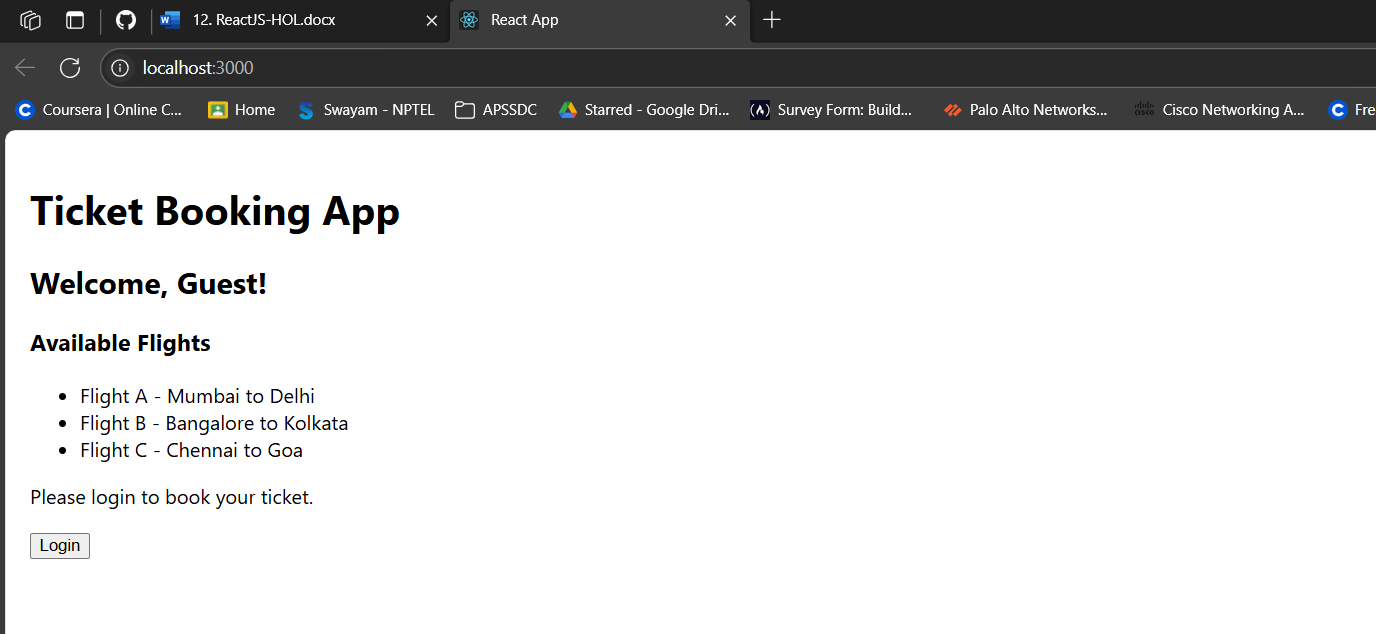 12. ReactJS-HOL.docx React App
localhost:3000
Coursera | Online C... Home Swayam - NPTEL APSSDC Starred - Google Dri... Survey Form: Build... Palo Alto Networks... Cisco Networking A... Fre
Ticket Booking App
Welcome, Guest!
Available Flights
• Flight A - Mumbai to Delhi
• Flight B - Bangalore to Kolkata
• Flight C - Chennai to Goa
Please login to book your ticket.
Login